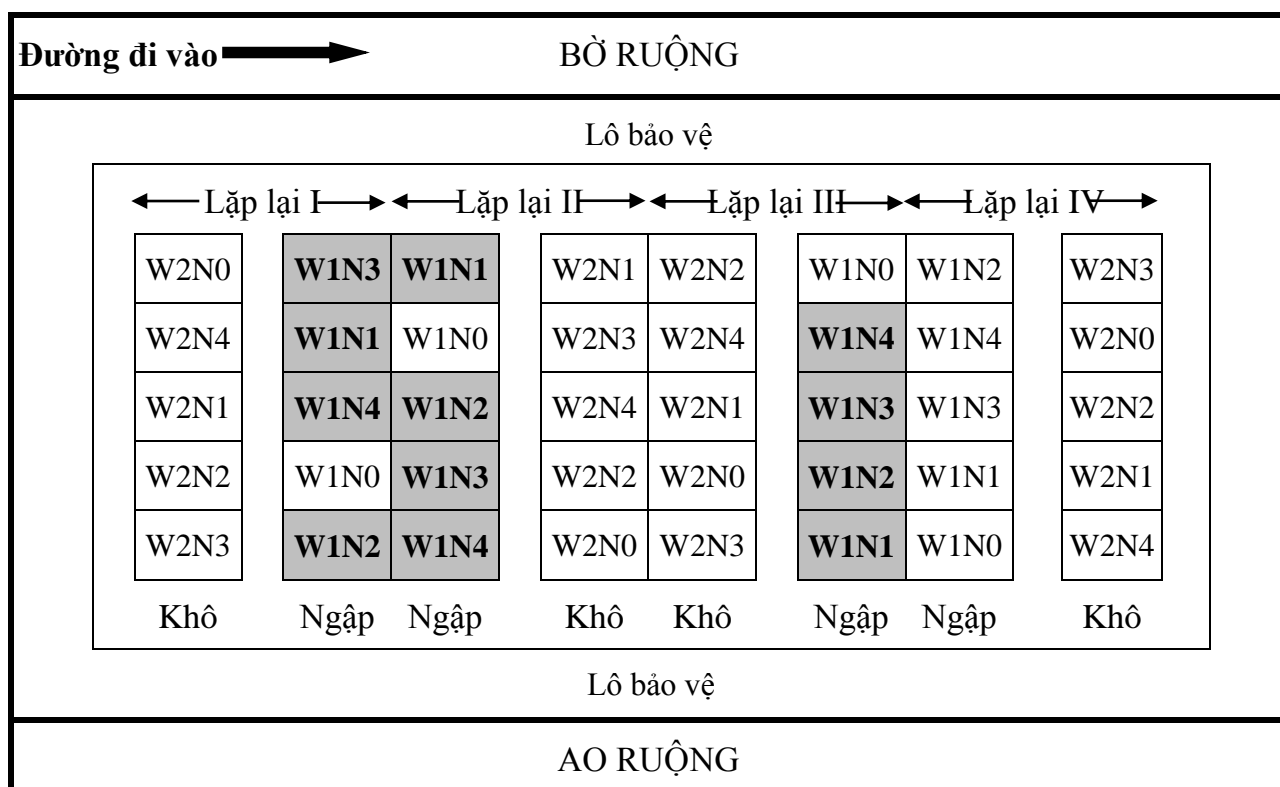 Đường đi vào BỜ RUỘNG
Lô bảo vệ
Lặp lại I Lặp lại II Lặp lại III Lặp lại IV
W2N0 W1N3 W1N1 W2N1 W2N2 W1N0 W1N2 W2N3
W2N4 W1N1 W1N0 W2N3 W2N4 W1N4 W1N4 W2N0
W2N1 W1N4 W1N2 W2N4 W2N1 W1N3 W1N3 W2N2
W2N2 W1N0 W1N3 W2N2 W2N0 W1N2 W1N1 W2N1
W2N3 W1N2 W1N4 W2N0 W2N3 W1N1 W1N0 W2N4
Khô Ngập Ngập Khô Khô Ngập Ngập Khô
Lô bảo vệ
AO RUỘNG